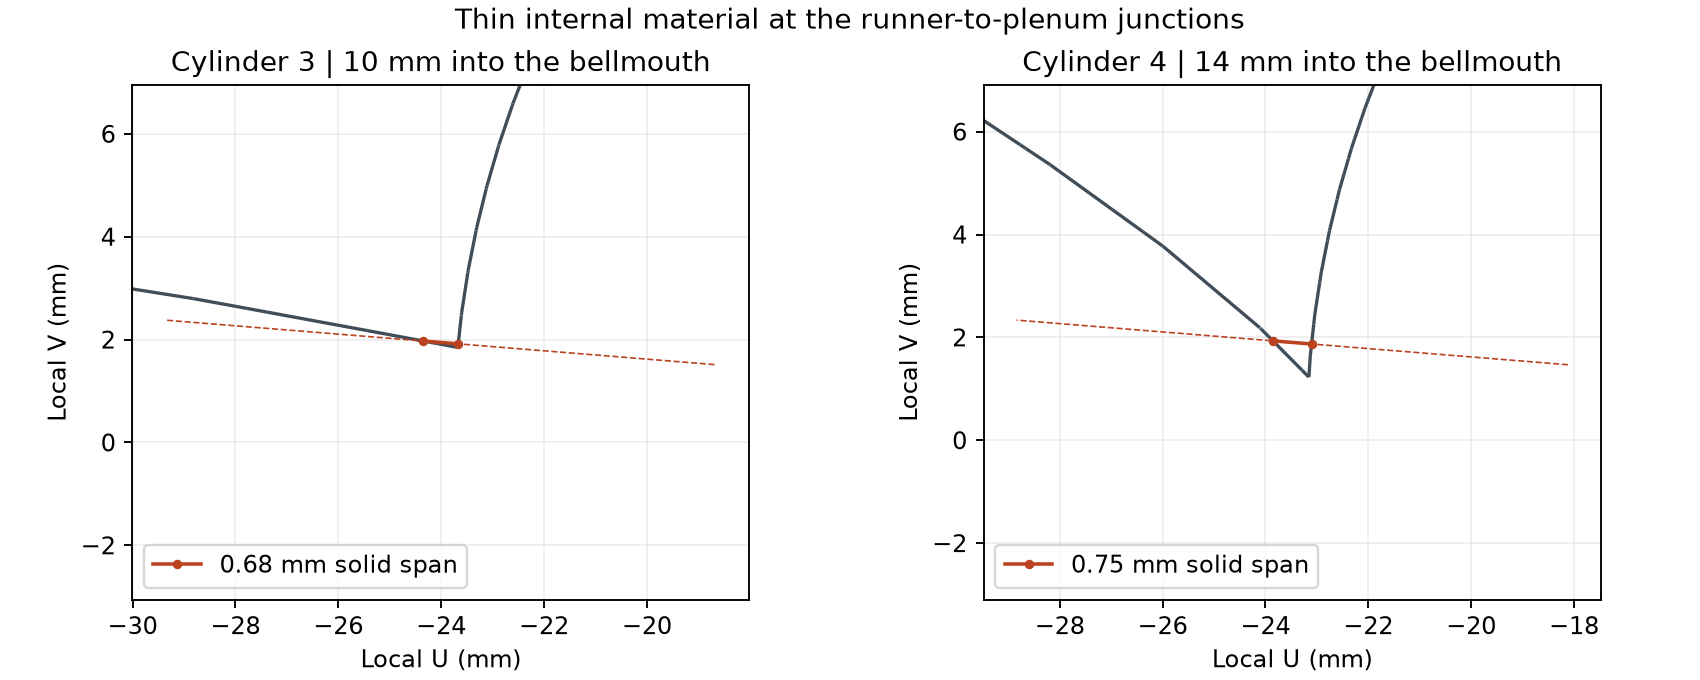 Thin internal material at the runner-to-plenum junctions
Cylinder 3 | 10 mm into the bellmouth
Local V (mm)
6
4
2
0
−2
0.68 mm solid span
−30
−28
−26
−24
−22
−20
Local U (mm)
Cylinder 4 | 14 mm into the bellmouth
Local V (mm)
6
4
2
0
−2
0.75 mm solid span
−28
−26
−24
−22
−20
−18
Local U (mm)